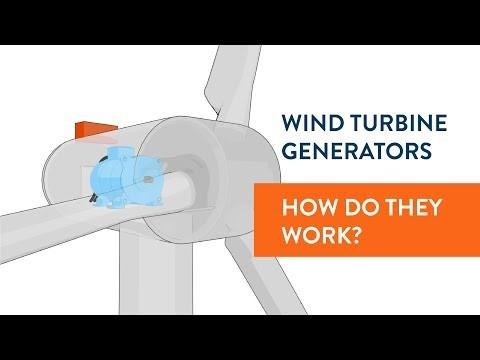 WIND TURBINE
GENERATORS
HOW DO THEY
WORK?